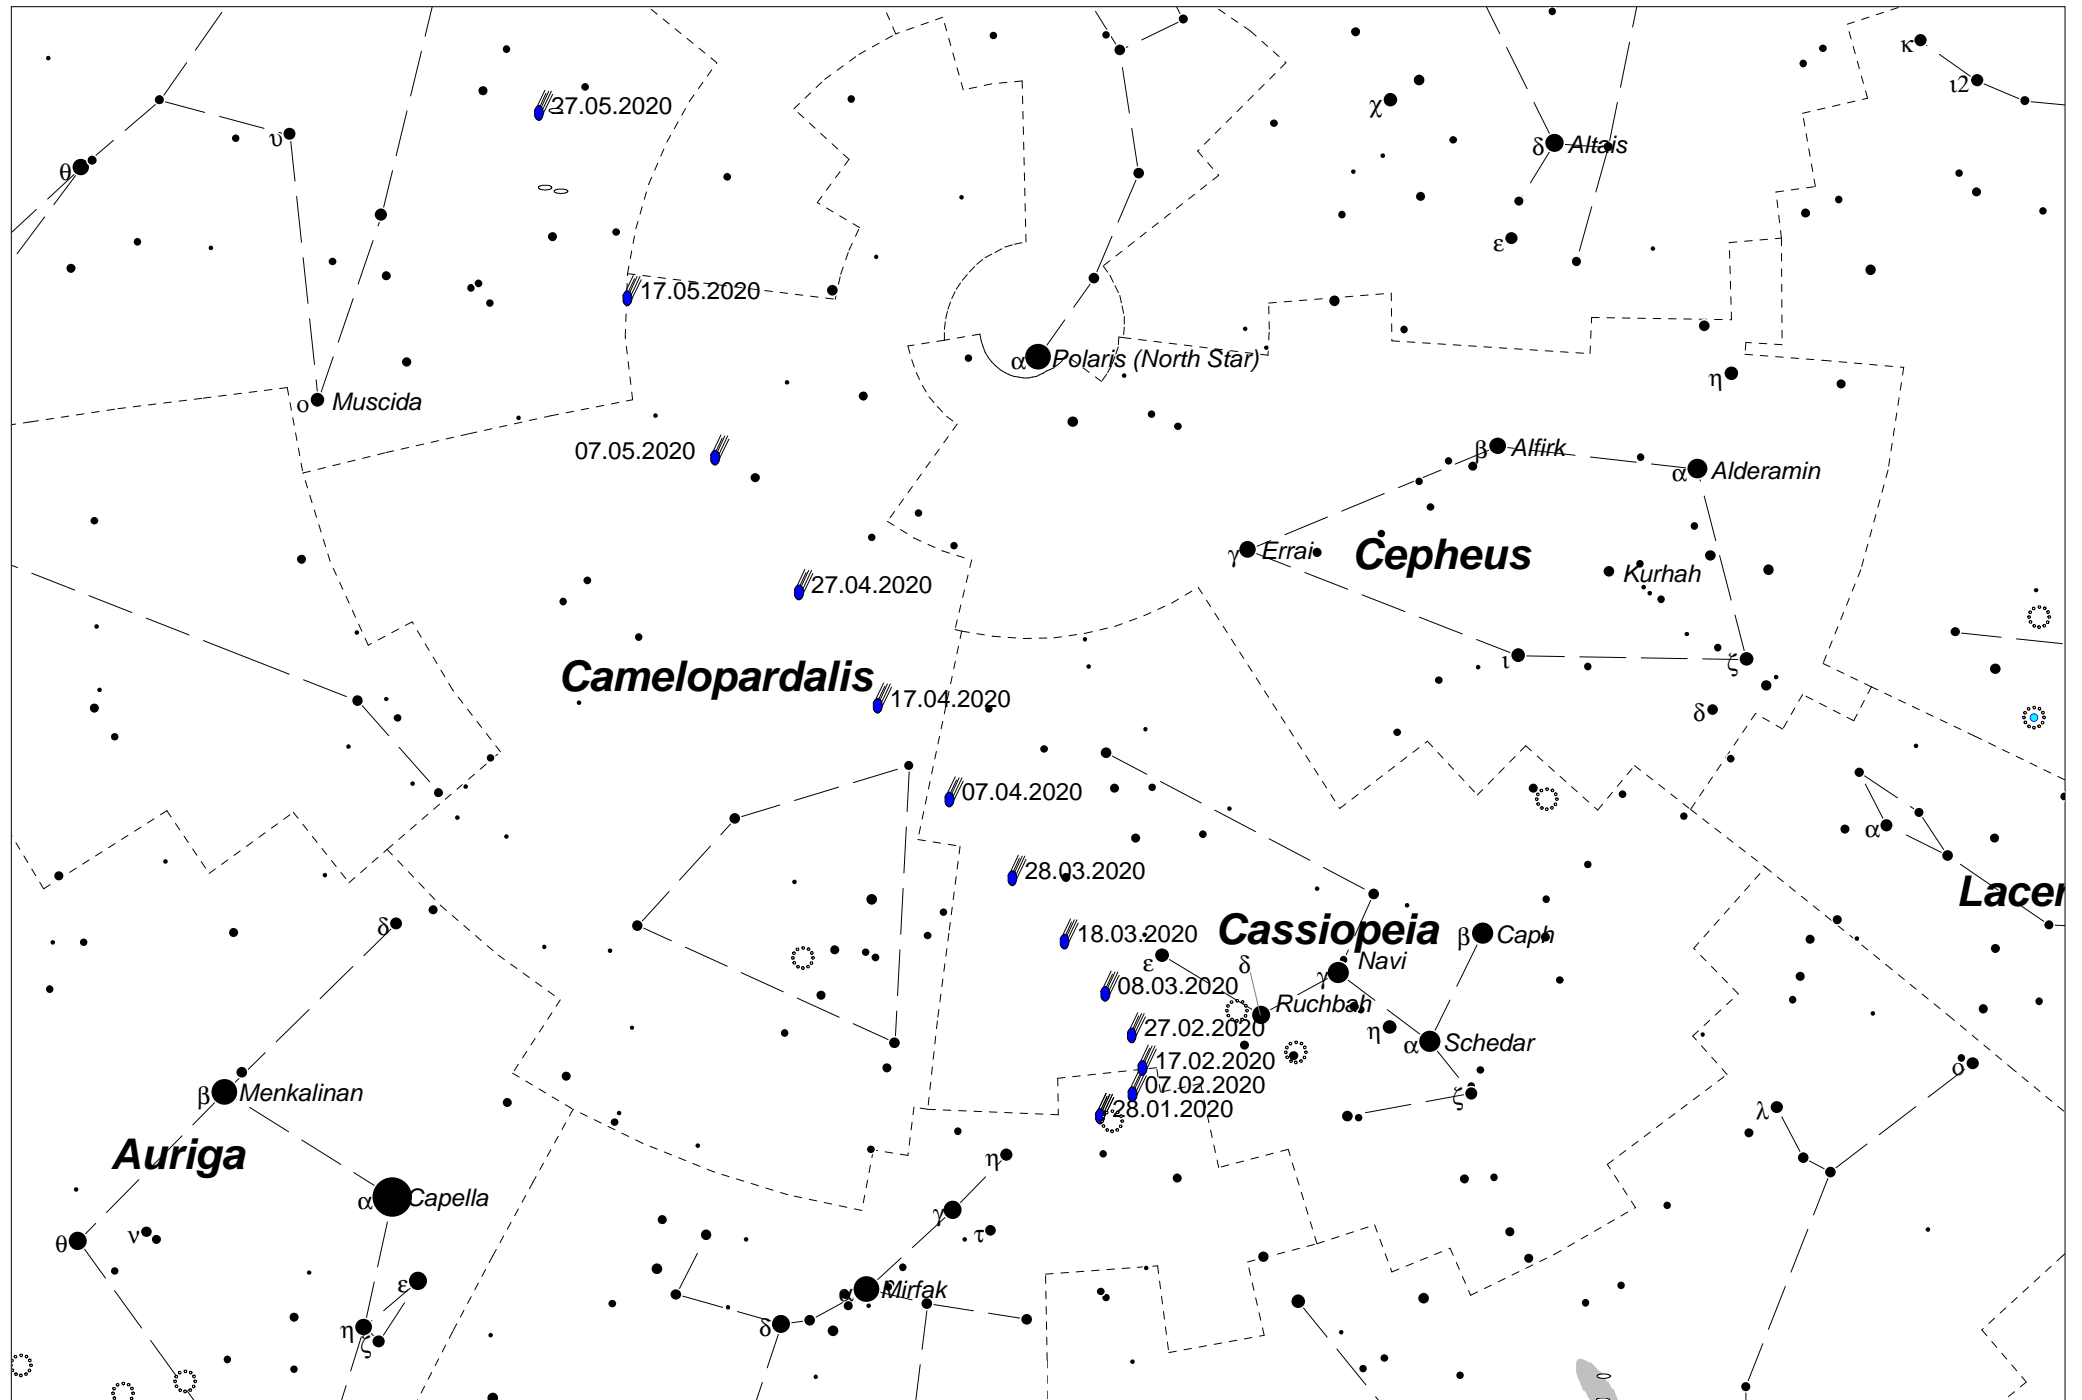 κ
ι2
27.05.2020
χ
υ
δ Altais
θ
ε
17.05.2020
α Polaris (North Star)
η
ο Muscida
07.05.2020
β Alfirk
α Alderamin
γ Errai
Cepheus
Kurhah
27.04.2020
ι
ζ
Camelopardalis
17.04.2020
δ
07.04.2020
α
28.03.2020
Lacer
δ
18.03.2020
Cassiopeia
β Caph
ε
δ
γ Navi
08.03.2020
Ruchbah
27.02.2020
η
α Schedar
17.02.2020
ο
β Menkalinan
07.02.2020
ζ
28.01.2020
λ
Auriga
η
α Capella
γ
τ
θ
ν
ε
α Mirfak
δ
η
ζ